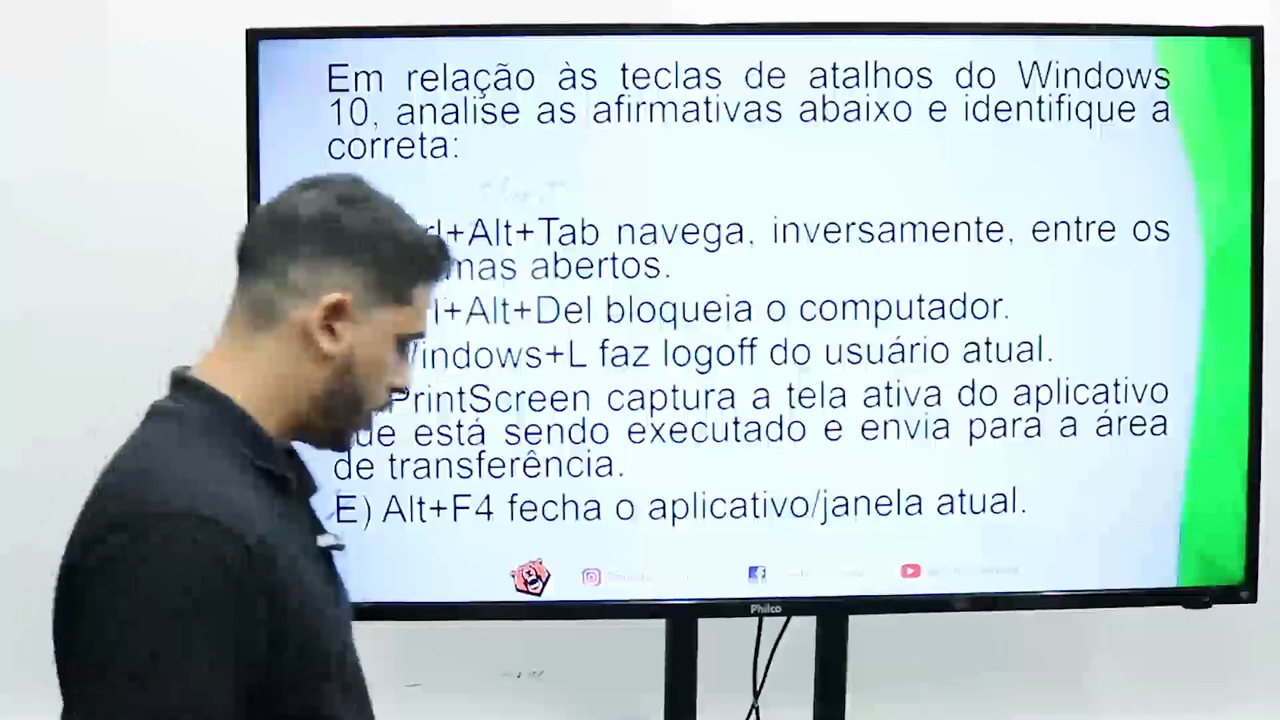 Em relação às teclas de atalhos do Windows
10, analise as afirmativas abaixo e identifique a
correta:
rl+Alt+Tab navega, inversamente, entre os
mas abertos.
l+Alt+Del bloqueia o computador.
indows+L faz logoff do usuário atual.
PrintScreen captura a tela ativa do aplicativo
ue está sendo executado e envia para a área
de transferência.
E) Alt+F4 fecha o aplicativo/janela atual.
Philco